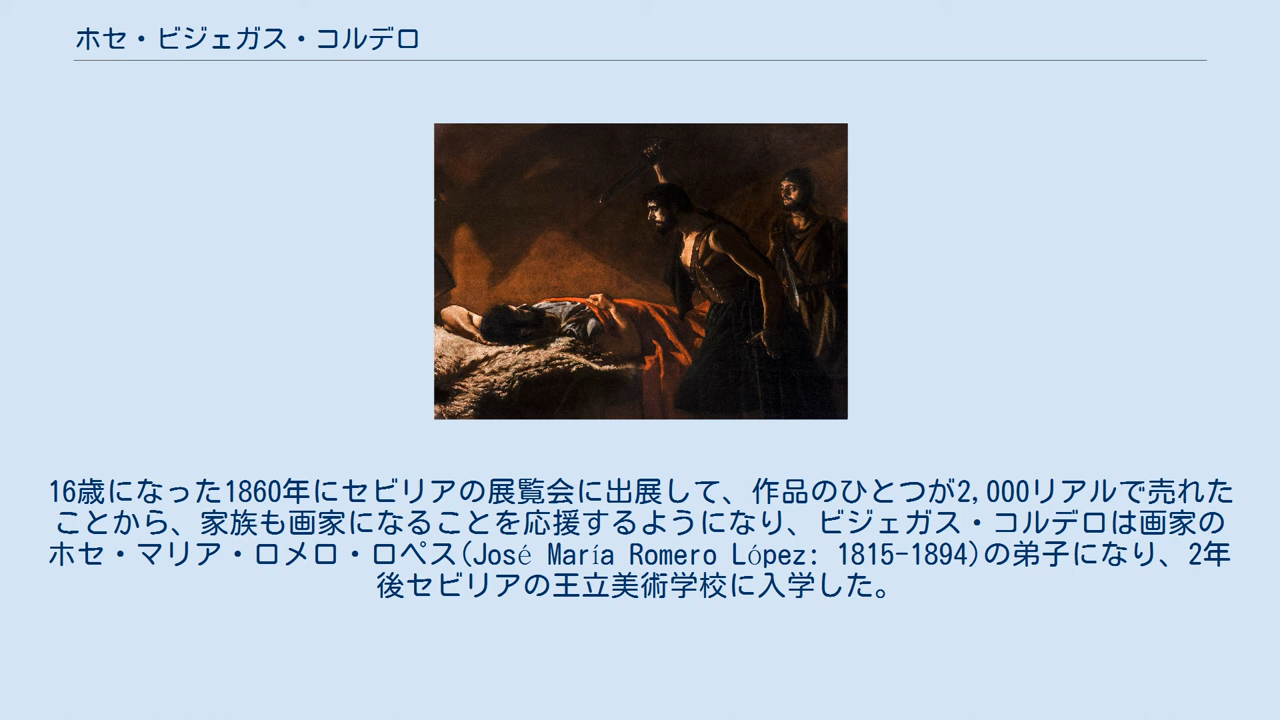 ホセ・ビジェガス・コルデロ
16歳になった1860年にセビリアの展覧会に出展して、作品のひとつが2,000リアルで売れた
ことから、家族も画家になることを応援するようになり、ビジェガス・コルデロは画家の
ホセ・マリア・ロメロ・ロペス(José María Romero López: 1815-1894)の弟子になり、2年
後セビリアの王立美術学校に入学した。